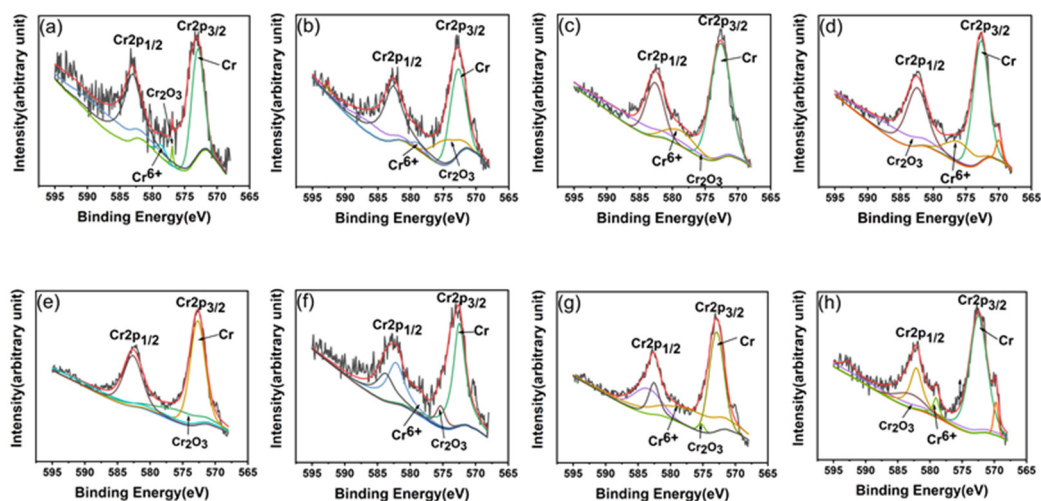 (a)
Intensity(arbitrary unit)
Cr2p1/2
Cr2p3/2
Cr
Cr2O3
Cr6+
595 590 585 580 575 570 565
Binding Energy(eV)
(b)
Intensity(arbitrary unit)
Cr2p1/2
Cr2p3/2
Cr
Cr6+
Cr2O3
595 590 585 580 575 570 565
Binding Energy(eV)
(c)
Intensity(arbitrary unit)
Cr2p1/2
Cr2p3/2
Cr
Cr6+
Cr2O3
595 590 585 580 575 570 565
Binding Energy(eV)
(d)
Intensity(arbitrary unit)
Cr2p1/2
Cr2p3/2
Cr
Cr2O3
Cr6+
595 590 585 580 575 570 565
Binding Energy(eV)
(e)
Intensity(arbitrary unit)
Cr2p1/2
Cr2p3/2
Cr
Cr2O3
595 590 585 580 575 570 565
Binding Energy(eV)
(f)
Intensity(arbitrary unit)
Cr2p1/2
Cr2p3/2
Cr
Cr6+
Cr2O3
595 590 585 580 575 570 565
Binding Energy(eV)
(g)
Intensity(arbitrary unit)
Cr2p1/2
Cr2p3/2
Cr
Cr6+
Cr2O3
595 590 585 580 575 570 565
Binding Energy(eV)
(h)
Intensity(arbitrary unit)
Cr2p1/2
Cr2p3/2
Cr
Cr2O3
Cr6+
595 590 585 580 575 570 565
Binding Energy(eV)